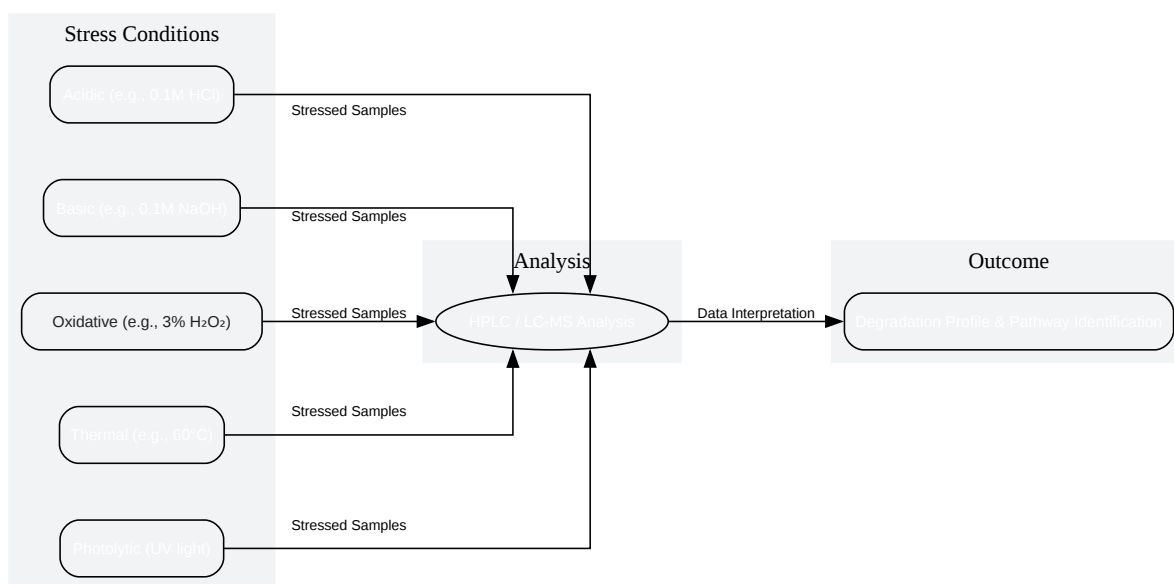 Stress Conditions
Acidic (e.g., 0.1M HCl)
Stressed Samples
Basic (e.g., 0.1M NaOH)
Stressed Samples
Analysis
Outcome
Oxidative (e.g., 3% H₂O₂)
Stressed Samples
HPLC / LC-MS Analysis
Data Interpretation
Degradation Profile & Pathway Identification
Thermal (e.g., 60°C)
Stressed Samples
Photolytic (UV light)
Stressed Samples